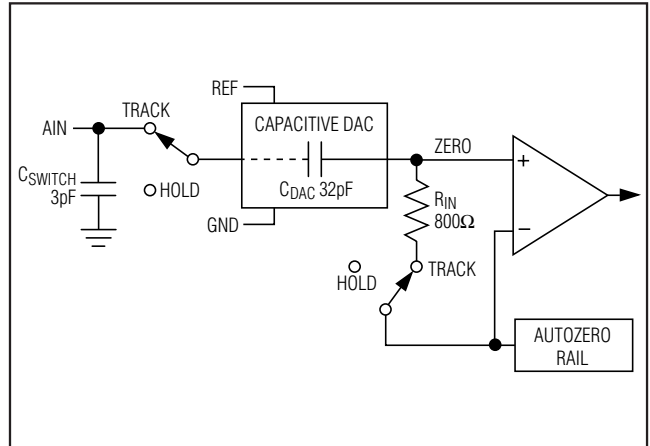 REF
TRACK
CAPACITIVE DAC
AIN
ZERO
+
CSWITCH
3pF
HOLD
CDAC 32pF
RIN
800Ω
−
GND
HOLD
TRACK
AUTOZERO
RAIL